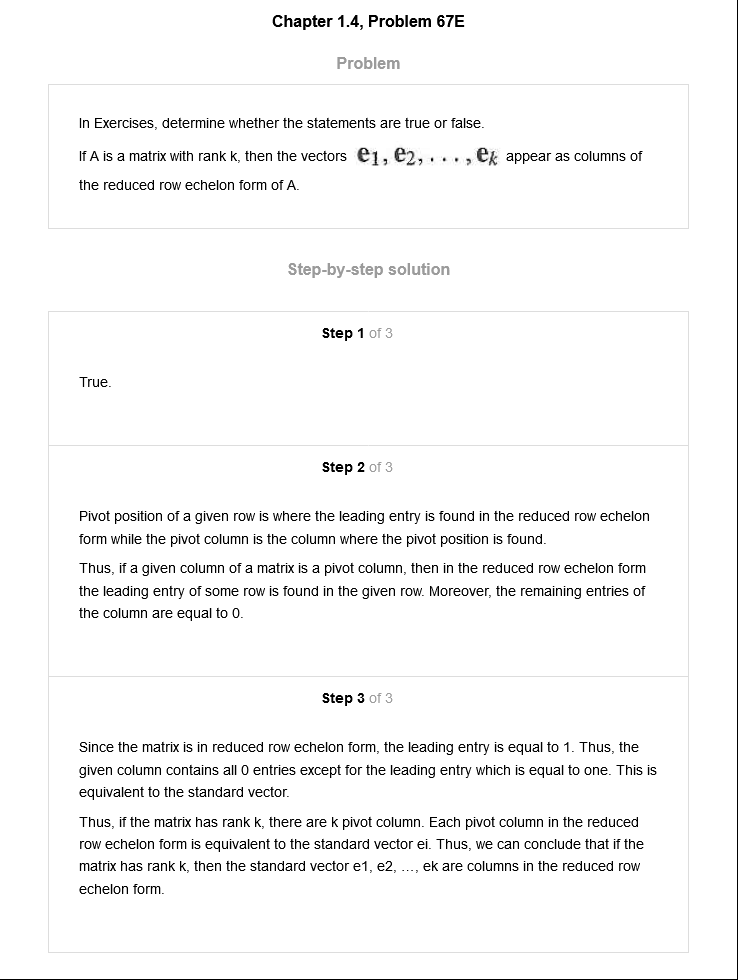 Chapter 1.4, Problem 67E
Problem
In Exercises, determine whether the statements are true or false.
If A is a matrix with rank k, then the vectors e₁, e₂, . . . , eₖ appear as columns of
the reduced row echelon form of A.
Step-by-step solution
Step 1 of 3
True.
Step 2 of 3
Pivot position of a given row is where the leading entry is found in the reduced row echelon
form while the pivot column is the column where the pivot position is found.
Thus, if a given column of a matrix is a pivot column, then in the reduced row echelon form
the leading entry of some row is found in the given row. Moreover, the remaining entries of
the column are equal to 0.
Step 3 of 3
Since the matrix is in reduced row echelon form, the leading entry is equal to 1. Thus, the
given column contains all 0 entries except for the leading entry which is equal to one. This is
equivalent to the standard vector.
Thus, if the matrix has rank k, there are k pivot column. Each pivot column in the reduced
row echelon form is equivalent to the standard vector ei. Thus, we can conclude that if the
matrix has rank k, then the standard vector e1, e2, …, ek are columns in the reduced row
echelon form.